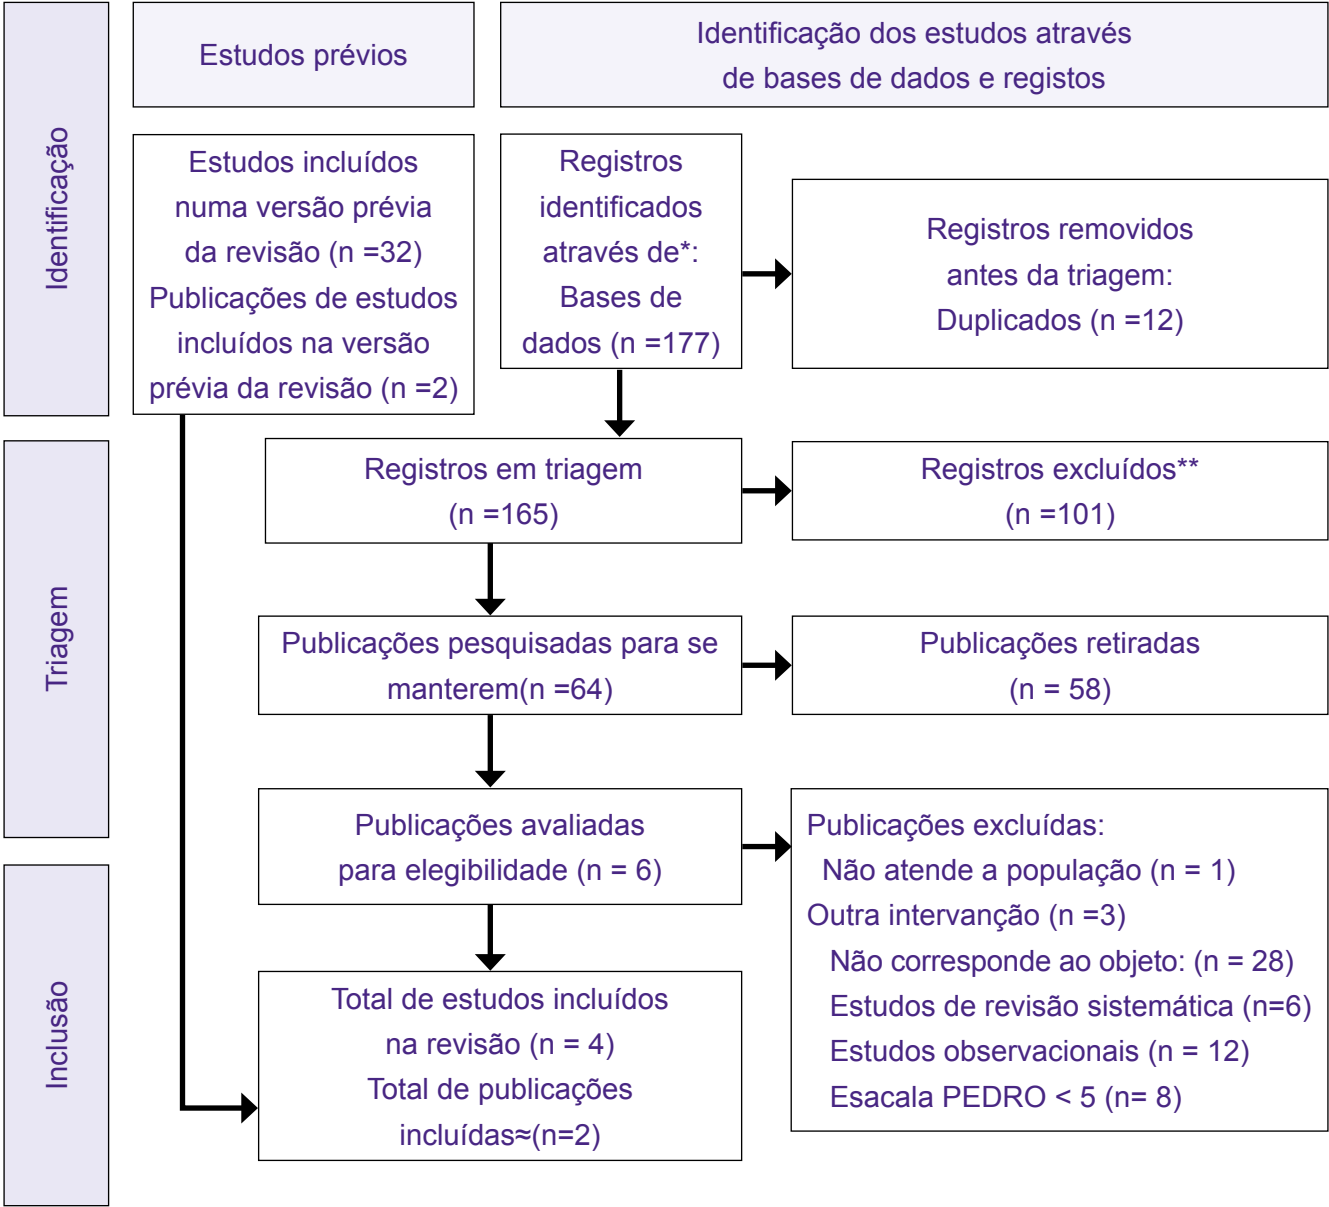 Identificação
Estudos prévios
Identificação dos estudos através
de bases de dados e registos
Estudos incluídos
numa versão prévia
da revisão (n =32)
Publicações de estudos
incluídos na versão
prévia da revisão (n =2)
Registros
identificados
através de*:
Bases de
dados (n =177)
Registros removidos
antes da triagem:
Duplicados (n =12)
Triagem
Registros em triagem
(n =165)
Registros excluídos**
(n =101)
Publicações pesquisadas para se
manterem(n =64)
Publicações retiradas
(n = 58)
Publicações avaliadas
para elegibilidade (n = 6)
Publicações excluídas:
Não atende a população (n = 1)
Outra intervanção (n =3)
Não corresponde ao objeto: (n = 28)
Estudos de revisão sistemática (n=6)
Estudos observacionais (n = 12)
Esacala PEDRO < 5 (n= 8)
Inclusão
Total de estudos incluídos
na revisão (n = 4)
Total de publicações
incluídas≈(n=2)